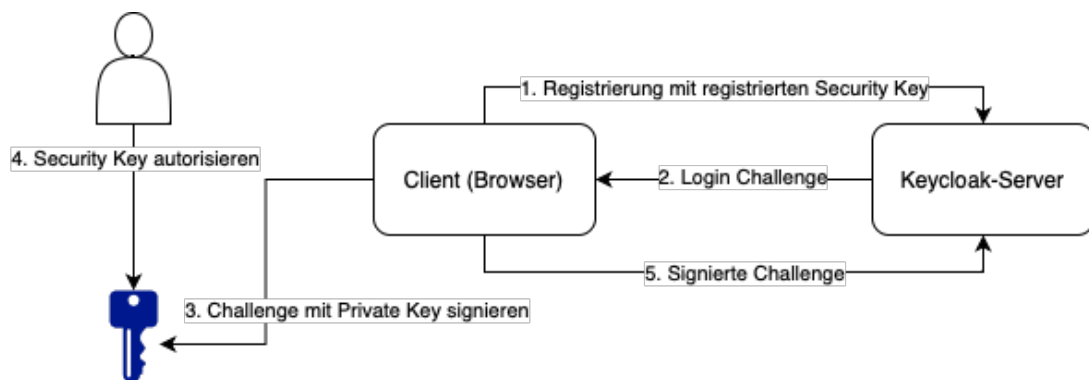 1. Registrierung mit registrierten Security Key
4. Security Key autorisieren
Client (Browser)
2. Login Challenge
Keycloak-Server
5. Signierte Challenge
3. Challenge mit Private Key signieren